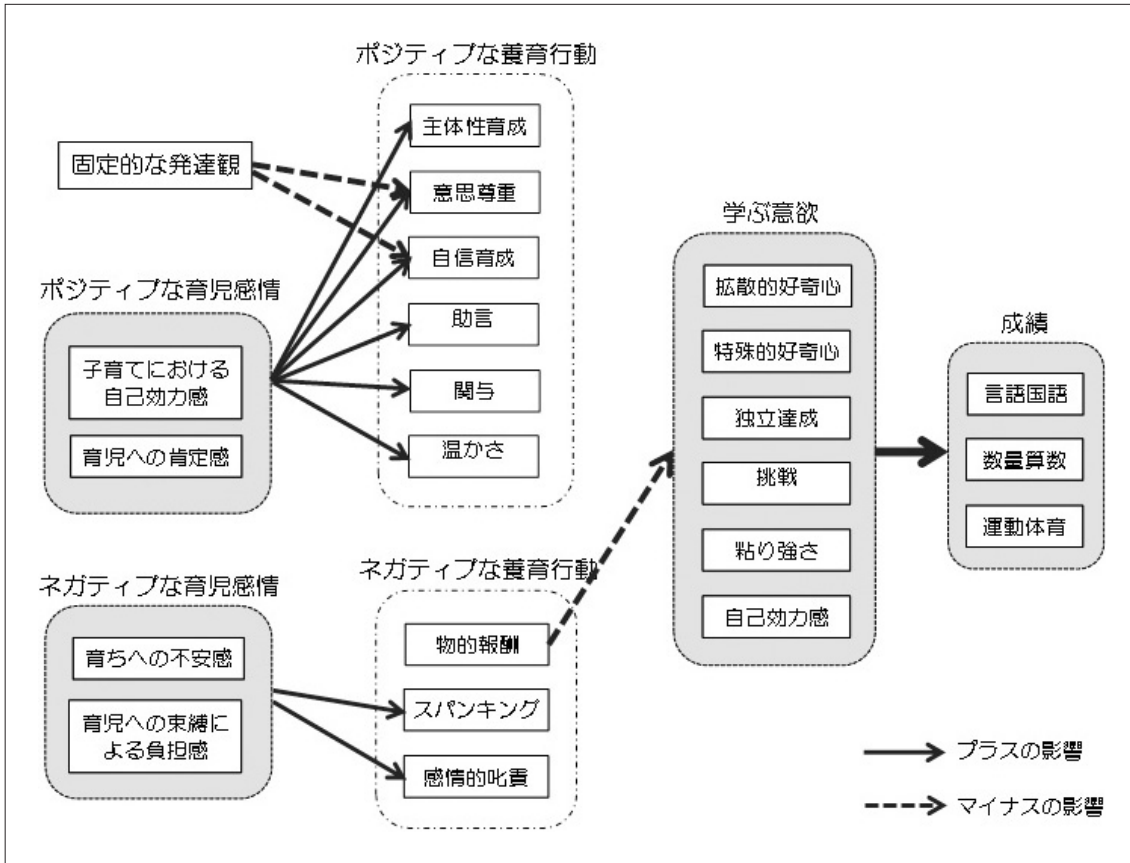 ポジティブな養育行動
主体性育成
固定的な発達観
意思尊重
自信育成
助言
関与
温かさ
ポジティブな育児感情
子育てにおける
自己効力感
育児への肯定感
ネガティブな育児感情
育ちへの不安感
育児への束縛に
よる負担感
ネガティブな養育行動
物的報酬
スパンキング
感情的叱責
学ぶ意欲
拡散的好奇心
特殊的好奇心
独立達成
挑戦
粘り強さ
自己効力感
成績
言語国語
数量算数
運動体育
プラスの影響
マイナスの影響